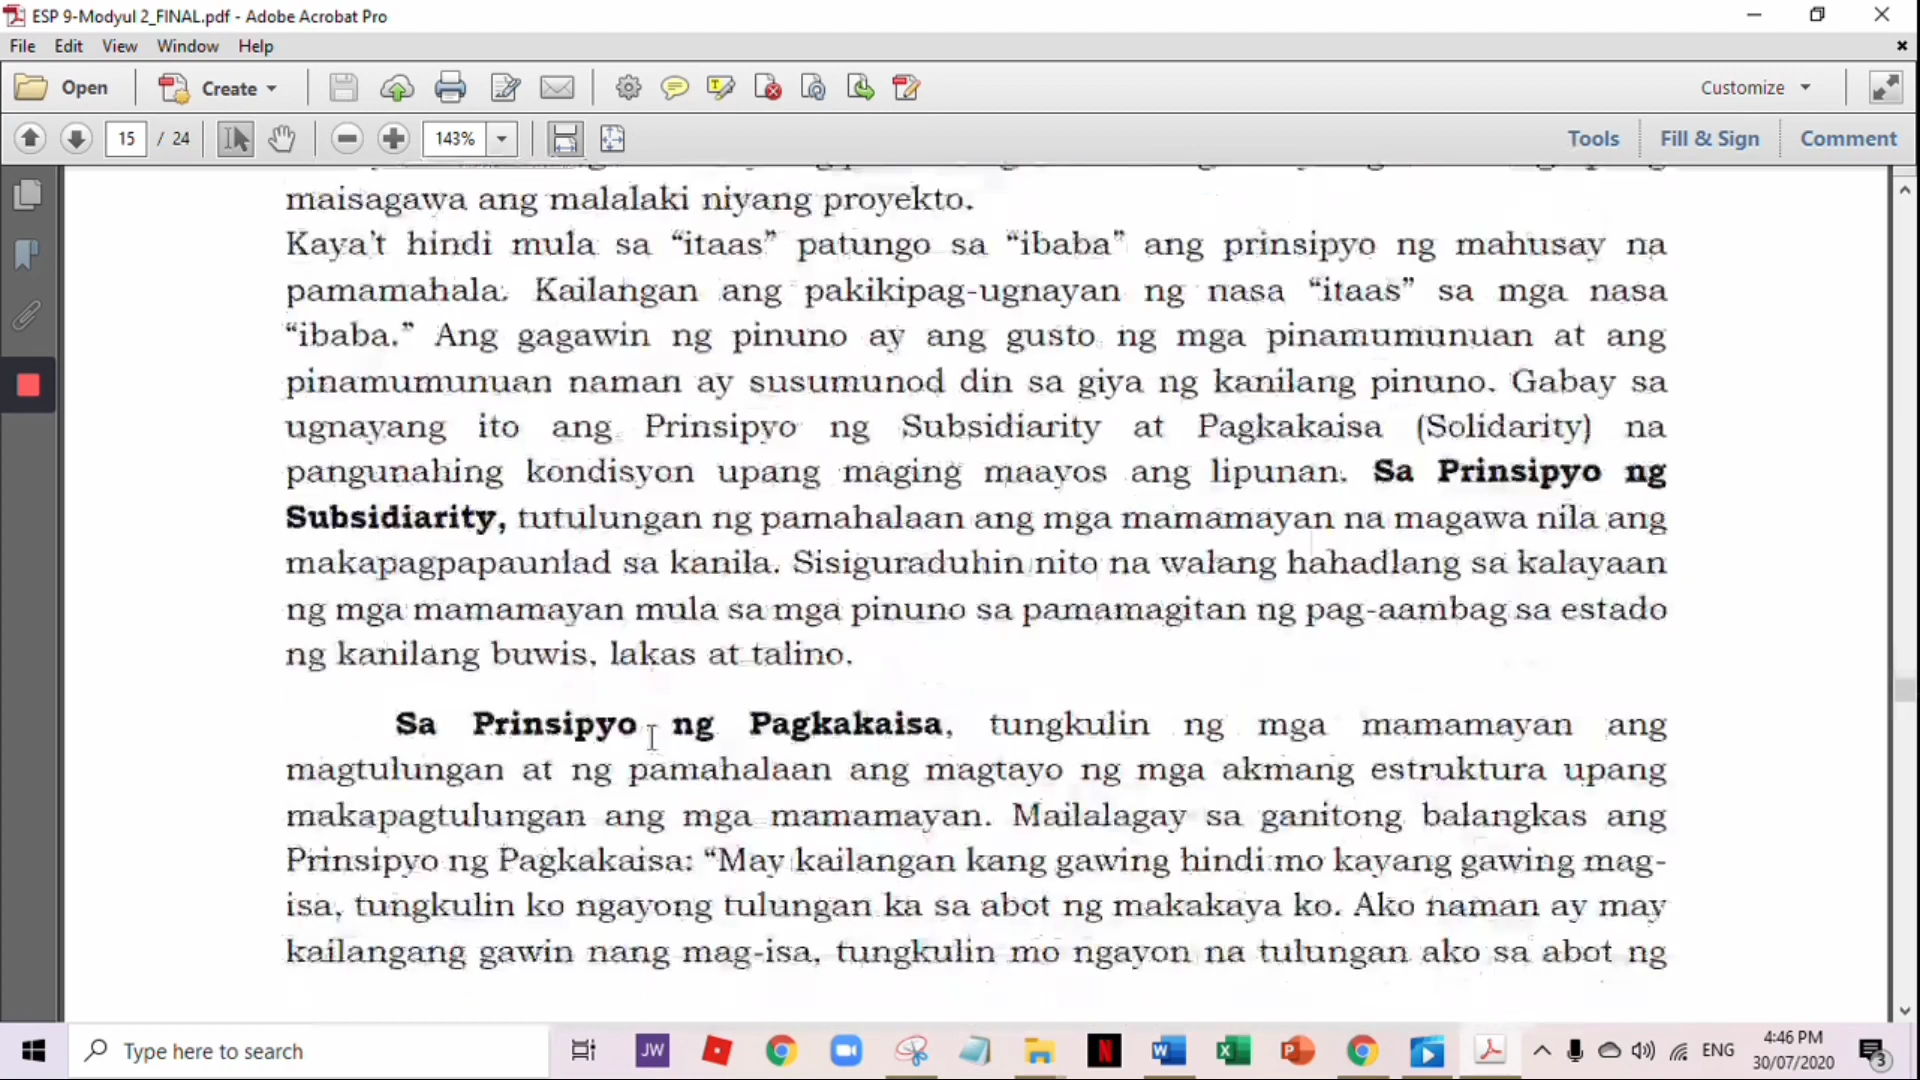 ESP 9-Modyul 2_FINAL.pdf - Adobe Acrobat Pro
File Edit View Window Help
Open Create Customize
15 / 24 143% Tools Fill & Sign Comment
maisagawa ang malalaki niyang proyekto.
Kaya't hindi mula sa “itaas” patungo sa “ibaba” ang prinsipyo ng mahusay na
pamamahala. Kailangan ang pakikipag-ugnayan ng nasa “itaas” sa mga nasa
“ibaba.” Ang gagawin ng pinuno ay ang gusto ng mga pinamumunuan at ang
pinamumunuan naman ay susumunod din sa giya ng kanilang pinuno. Gabay sa
ugnayang ito ang Prinsipyo ng Subsidiarity at Pagkakaisa (Solidarity) na
pangunahing kondisyon upang maging maayos ang lipunan. Sa Prinsipyo ng
Subsidiarity, tutulungan ng pamahalaan ang mga mamamayan na magawa nila ang
makapagpapaunlad sa kanila. Sisiguraduhin nito na walang hahadlang sa kalayaan
ng mga mamamayan mula sa mga pinuno sa pamamagitan ng pag-aambag sa estado
ng kanilang buwis, lakas at talino.
Sa Prinsipyo ng Pagkakaisa, tungkulin ng mga mamamayan ang
magtulungan at ng pamahalaan ang magtayo ng mga akmang estruktura upang
makapagtulungan ang mga mamamayan. Mailalagay sa ganitong balangkas ang
Prinsipyo ng Pagkakaisa: “May kailangan kang gawing hindi mo kayang gawing mag-
isa, tungkulin ko ngayong tulungan ka sa abot ng makakaya ko. Ako naman ay may
kailangang gawin nang mag-isa, tungkulin mo ngayon na tulungan ako sa abot ng
Type here to search JW N ENG 4:46 PM
30/07/2020 3